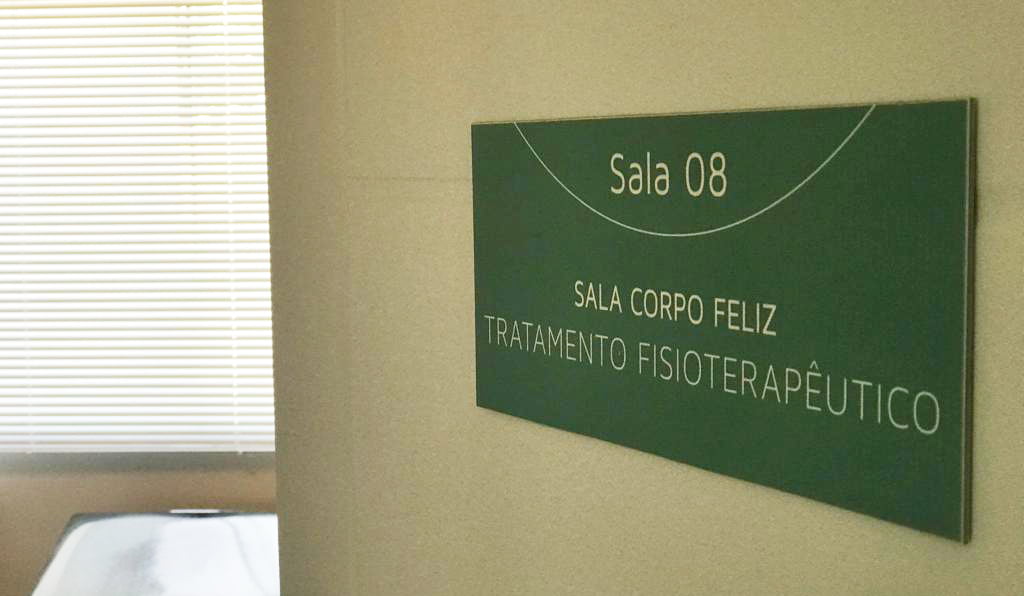 Sala 08
SALA CORPO FELIZ
TRATAMENTO FISIOTERAPÊUTICO